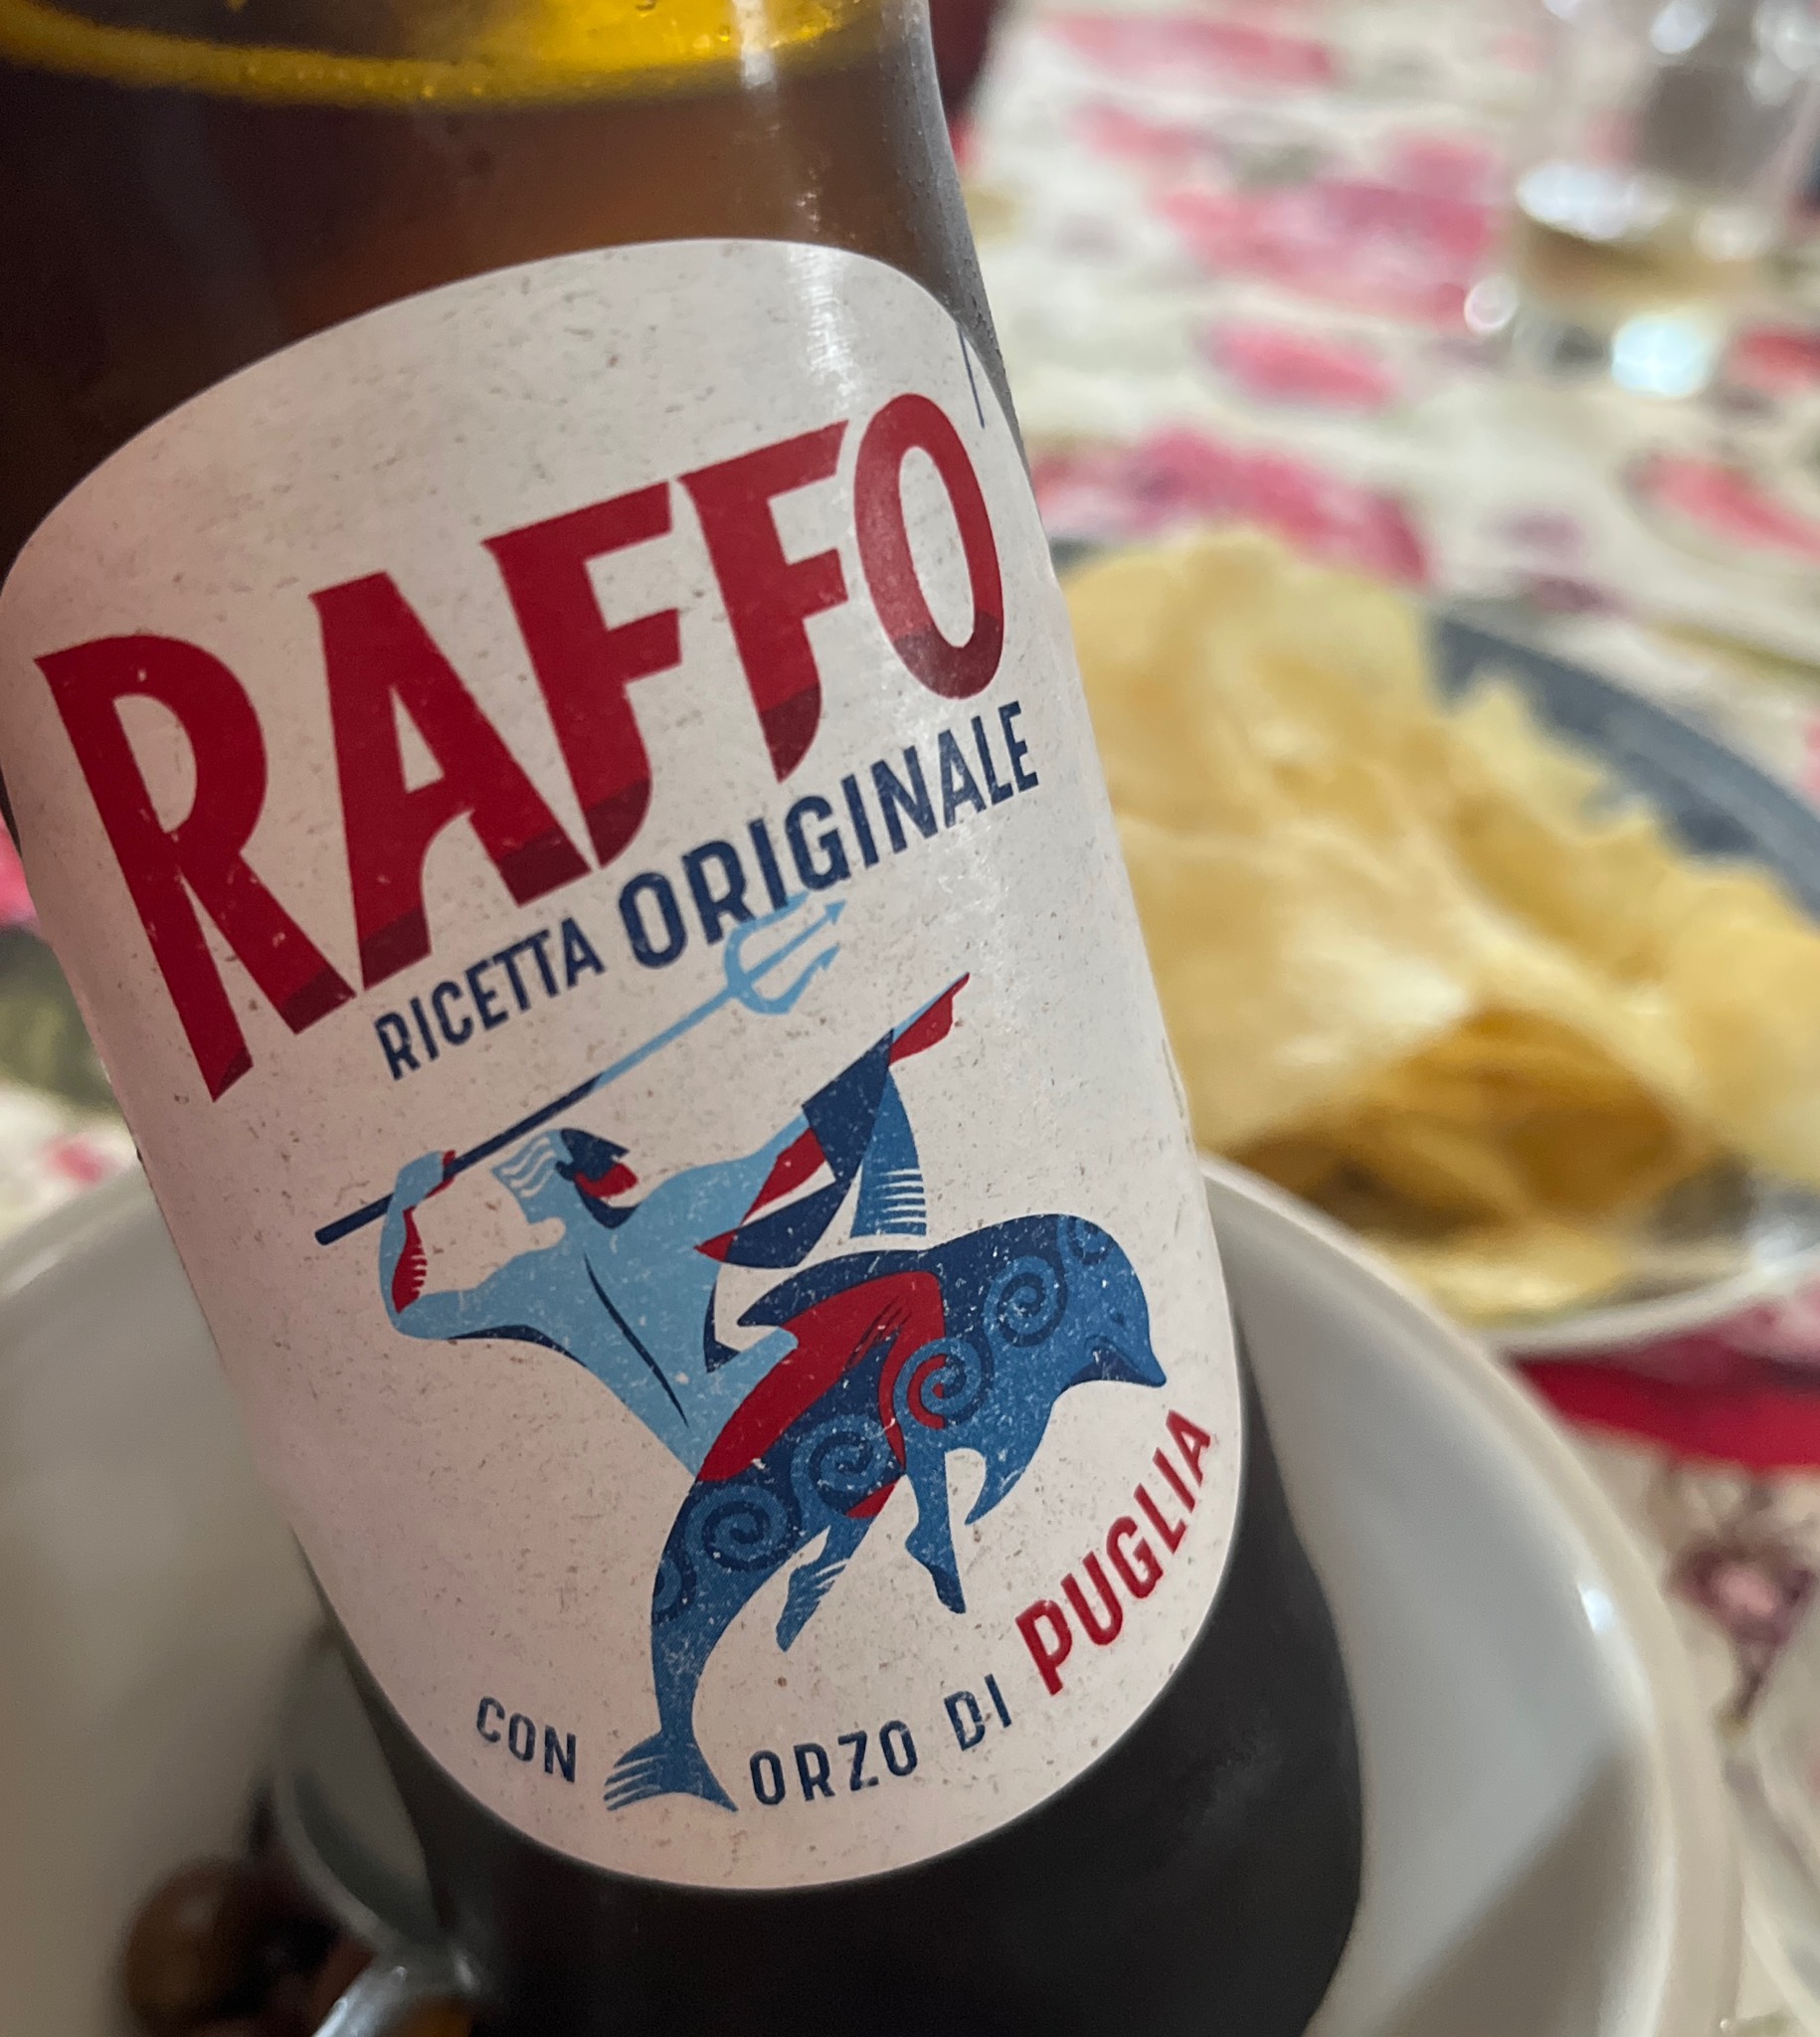 RAFFO
RICETTA ORIGINALE
CON ORZO DI PUGLIA